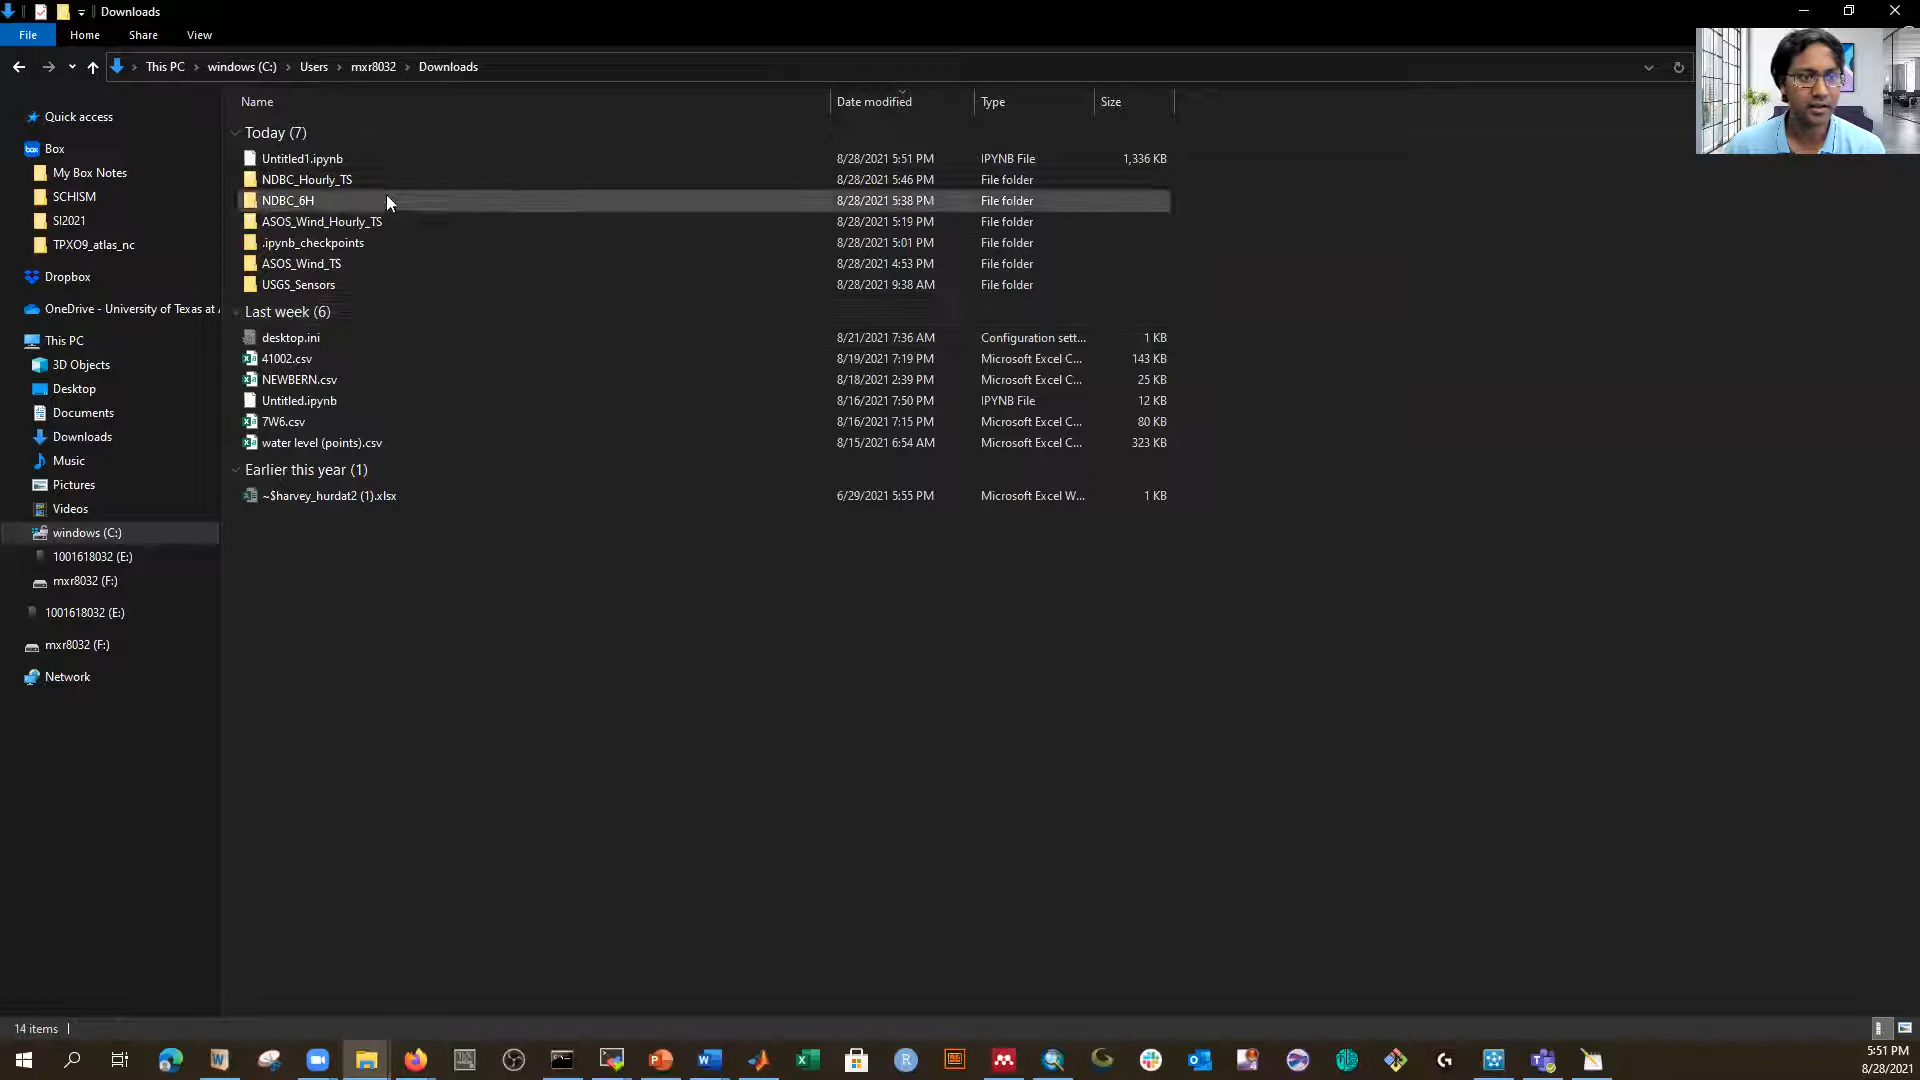 Downloads
File Home Share View
This PC > windows (C:) > Users > mxr8032 > Downloads
Name Date modified Type Size
Quick access
Box
My Box Notes
SCHISM
SI2021
TPXO9_atlas_nc
Dropbox
OneDrive - University of Texas at
This PC
3D Objects
Desktop
Documents
Downloads
Music
Pictures
Videos
windows (C:)
1001618032 (E:)
mxr8032 (F:)
1001618032 (E:)
mxr8032 (F:)
Network
Today (7)
Untitled1.ipynb 8/28/2021 5:51 PM IPYNB File 1,336 KB
NDBC_Hourly_TS 8/28/2021 5:46 PM File folder
NDBC_6H 8/28/2021 5:38 PM File folder
ASOS_Wind_Hourly_TS 8/28/2021 5:19 PM File folder
.ipynb_checkpoints 8/28/2021 5:01 PM File folder
ASOS_Wind_TS 8/28/2021 4:53 PM File folder
USGS_Sensors 8/28/2021 9:38 AM File folder
Last week (6)
desktop.ini 8/21/2021 7:36 AM Configuration sett... 1 KB
41002.csv 8/19/2021 7:19 PM Microsoft Excel C... 143 KB
NEWBERN.csv 8/18/2021 2:39 PM Microsoft Excel C... 25 KB
Untitled.ipynb 8/16/2021 7:50 PM IPYNB File 12 KB
7W6.csv 8/16/2021 7:15 PM Microsoft Excel C... 80 KB
water level (points).csv 8/15/2021 6:54 AM Microsoft Excel C... 323 KB
Earlier this year (1)
~$harvey_hurdat2 (1).xlsx 6/29/2021 5:55 PM Microsoft Excel W... 1 KB
14 items
5:51 PM
8/28/2021